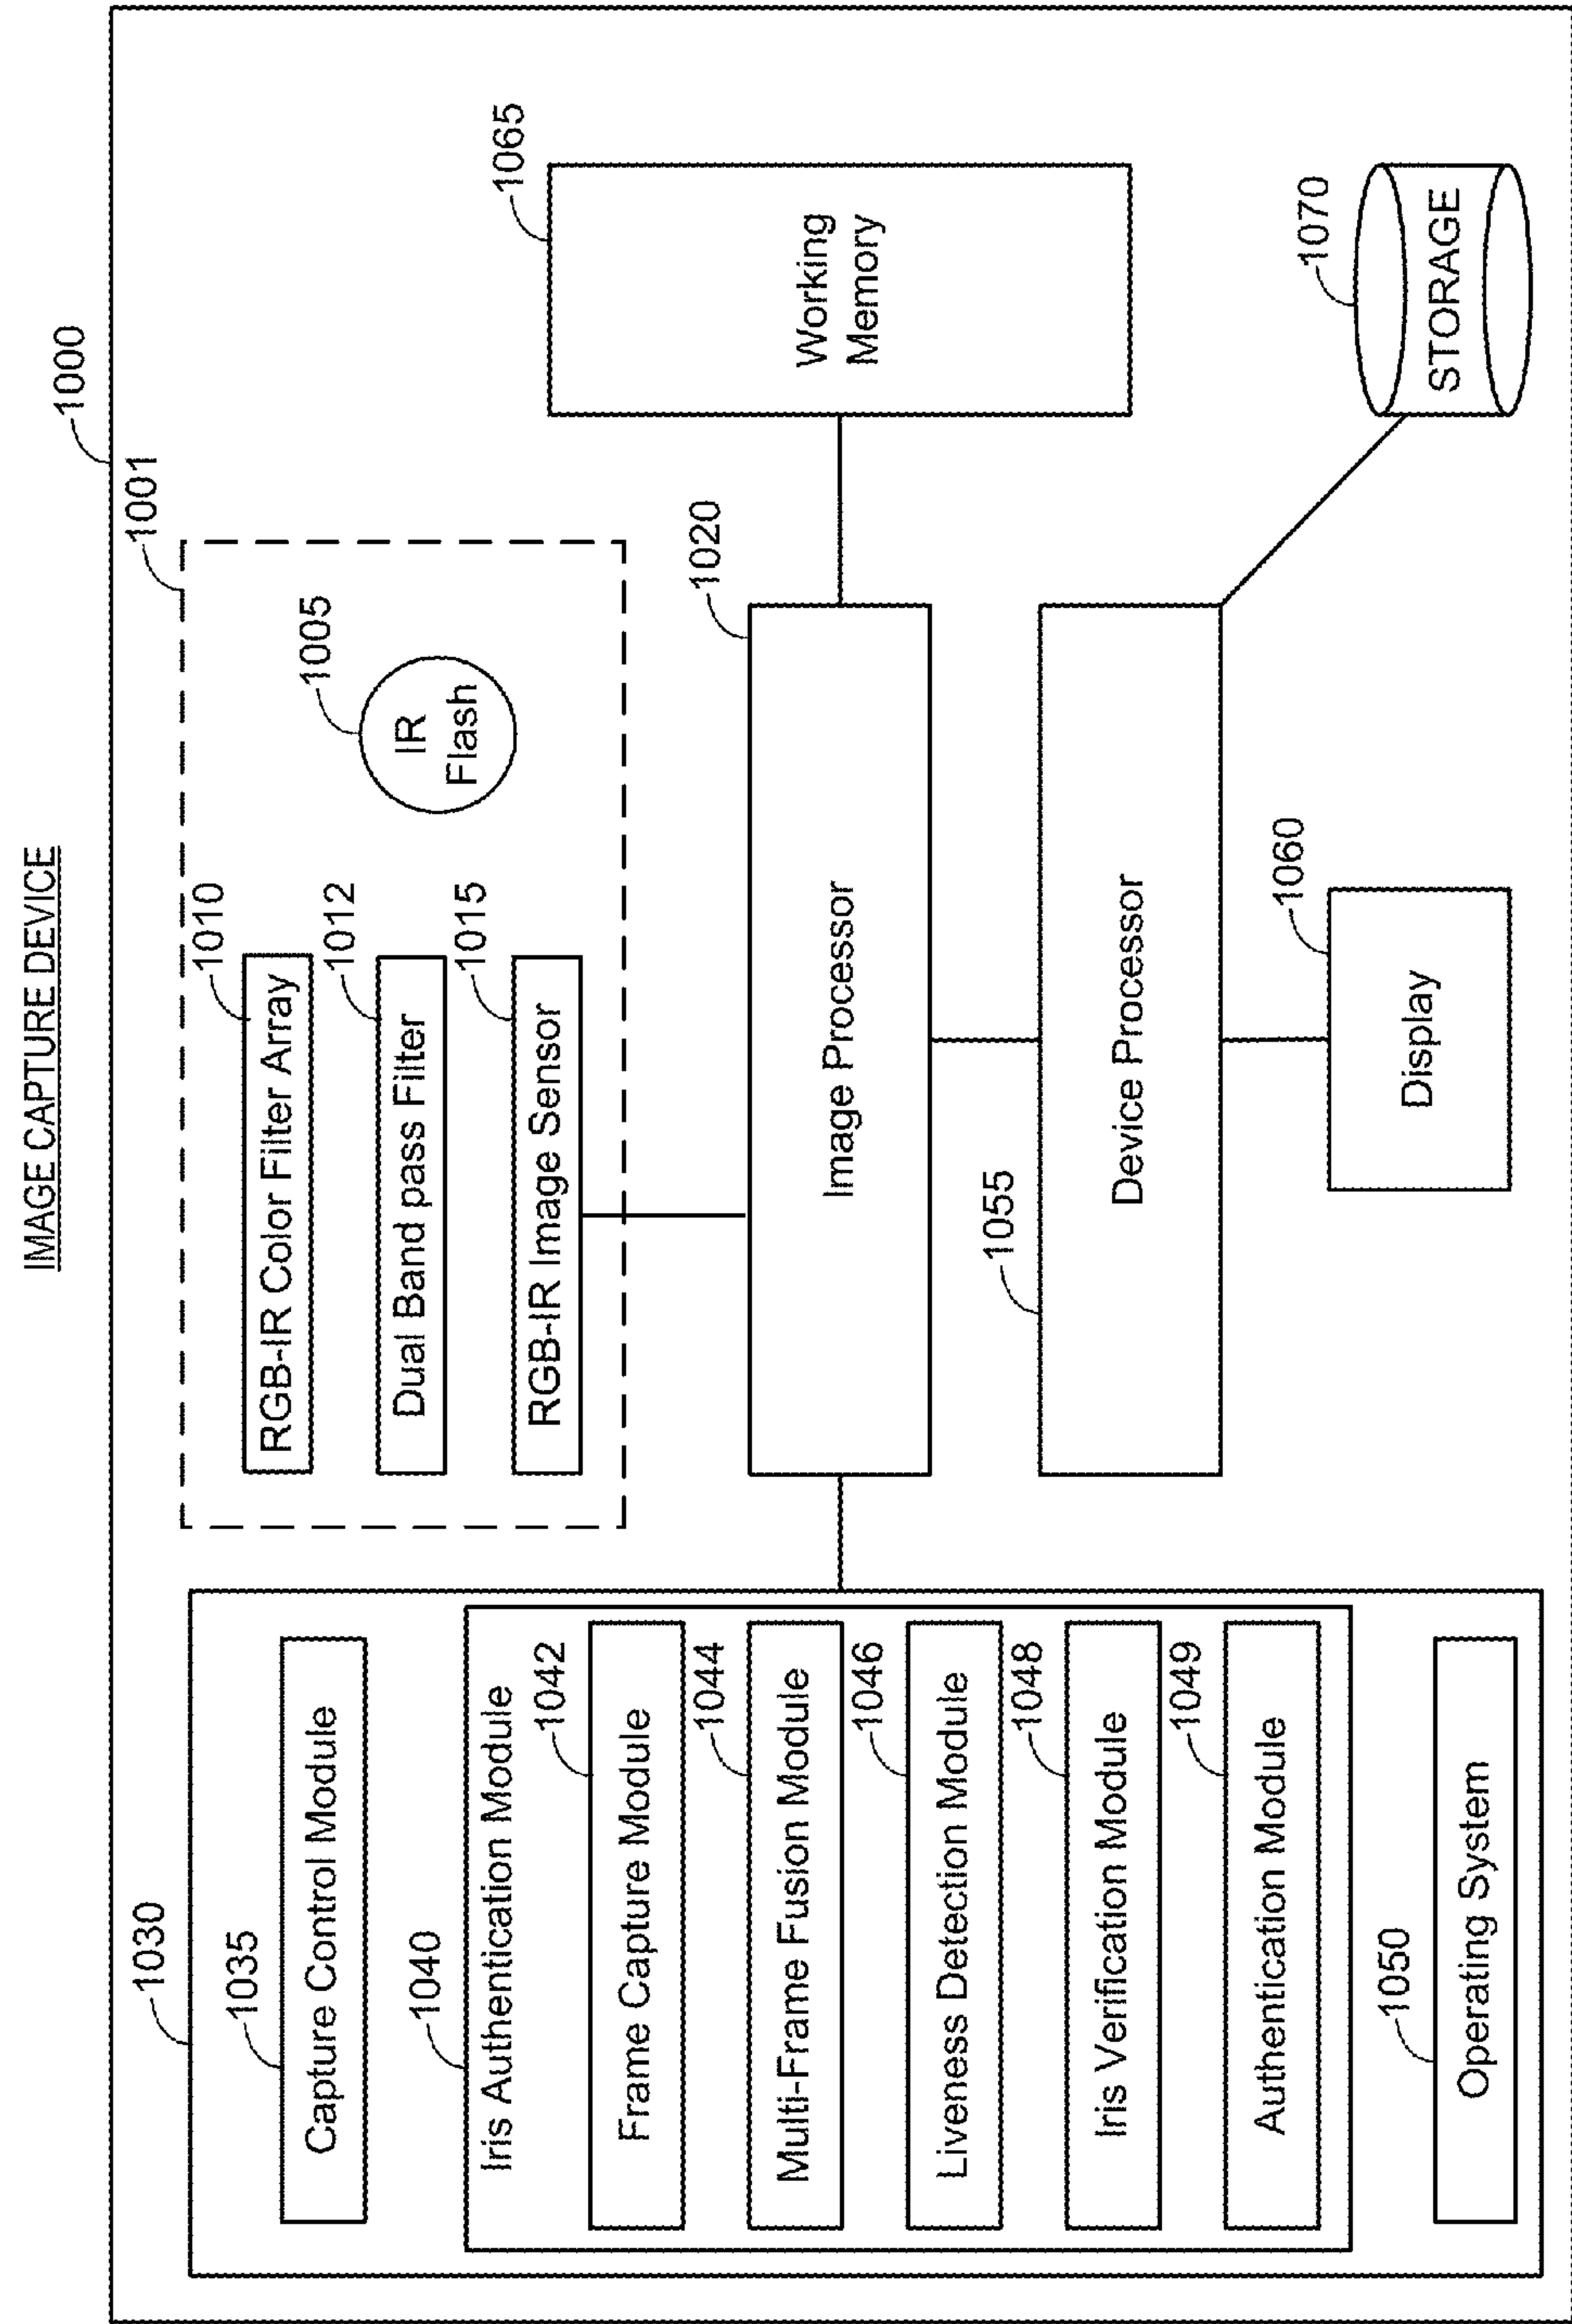 IMAGE CAPTURE DEVICE
1000
1030
1035
Capture Control Module
1040
Iris Authentication Module
1042
Frame Capture Module
1044
Multi-Frame Fusion Module
1046
Liveness Detection Module
1048
Iris Verification Module
1049
Authentication Module
1050
Operating System
1001
1010
RGB-IR Color Filter Array
1012
Dual Band pass Filter
1015
RGB-IR Image Sensor
1005
IR
Flash
1020
Image Processor
1065
Working
Memory
1055
Device Processor
1060
Display
1070
STORAGE